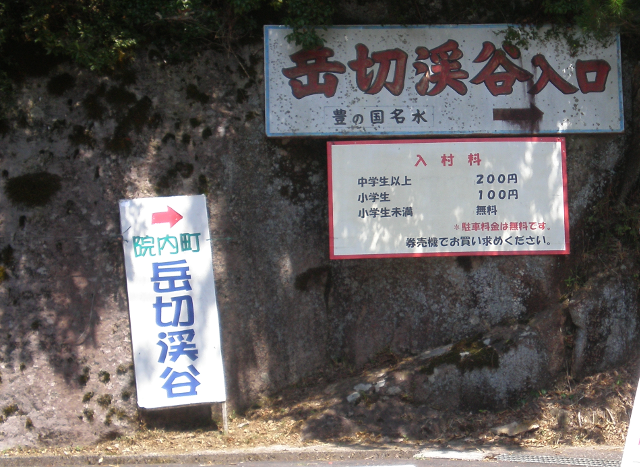 岳切渓谷入口
豊の国名水
入村料
中学生以上 200円
小学生 100円
小学生未満 無料
*駐車料金は無料です。
券売機でお買い求めください。
院内町
岳切渓谷